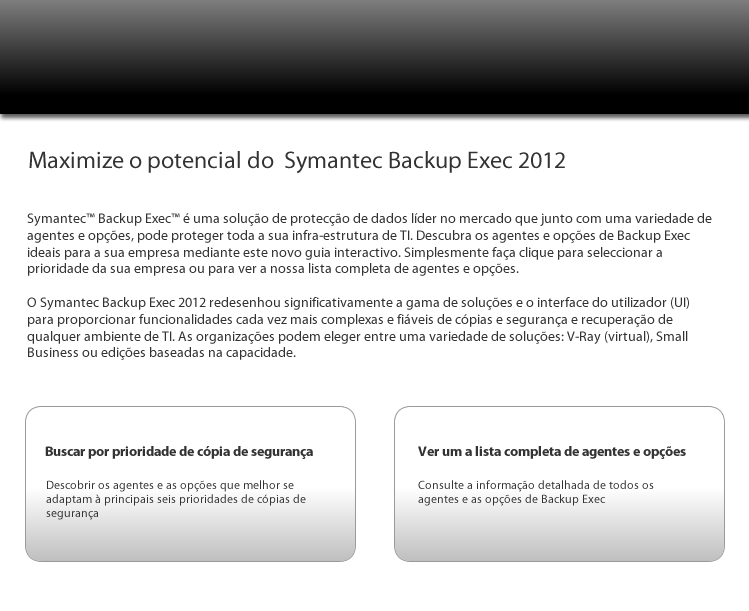 Maximize o potencial do  Symantec Backup Exec 2012
Symantec™ Backup Exec™ é uma solução de protecção de dados líder no mercado que junto com uma variedade de
agentes e opções, pode proteger toda a sua infra-estrutura de TI. Descubra os agentes e opções de Backup Exec
ideais para a sua empresa mediante este novo guia interactivo. Simplesmente faça clique para seleccionar a
prioridade da sua empresa ou para ver a nossa lista completa de agentes e opções.
O Symantec Backup Exec 2012 redesenhou significativamente a gama de soluções e o interface do utilizador (UI)
para proporcionar funcionalidades cada vez mais complexas e fiáveis de cópias e segurança e recuperação de
qualquer ambiente de TI. As organizações podem eleger entre uma variedade de soluções: V-Ray (virtual), Small
Business ou edições baseadas na capacidade.
Buscar por prioridade de cópia de segurança
Descobrir os agentes e as opções que melhor se
adaptam à principais seis prioridades de cópias de
segurança
Ver um a lista completa de agentes e opções
Consulte a informação detalhada de todos os
agentes e as opções de Backup Exec